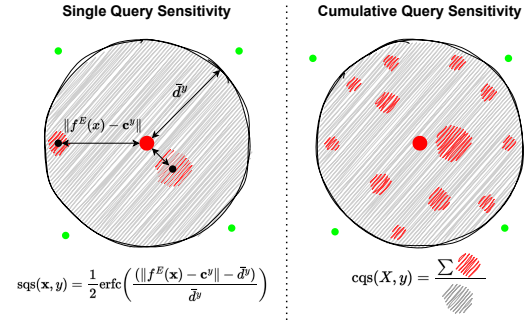 Single Query Sensitivity
d̄^y
‖f^E(x) − c^y‖
sqs(x, y) = 1/2 erfc( (‖f^E(x) − c^y‖ − d̄^y) / d̄^y )
Cumulative Query Sensitivity
cqs(X, y) = ∑